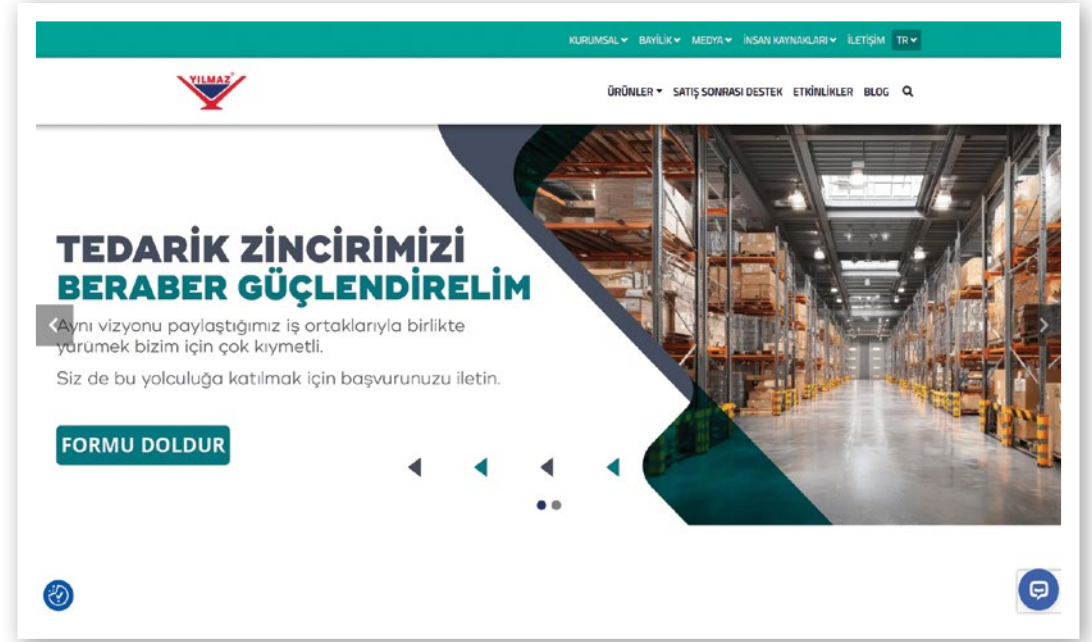 KURUMSAL BAYİLİK MEDYA İNSAN KAYNAKLARI İLETİŞİM TR
YILMAZ
ÜRÜNLER SATIŞ SONRASI DESTEK ETKİNLİKLER BLOG
TEDARİK ZİNCİRİMİZİ
BERABER GÜÇLENDİRELİM
Aynı vizyonu paylaştığımız iş ortaklarıyla birlikte
yürümek bizim için çok kıymetli.
Siz de bu yolculuğa katılmak için başvurunuzu iletin.
FORMU DOLDUR